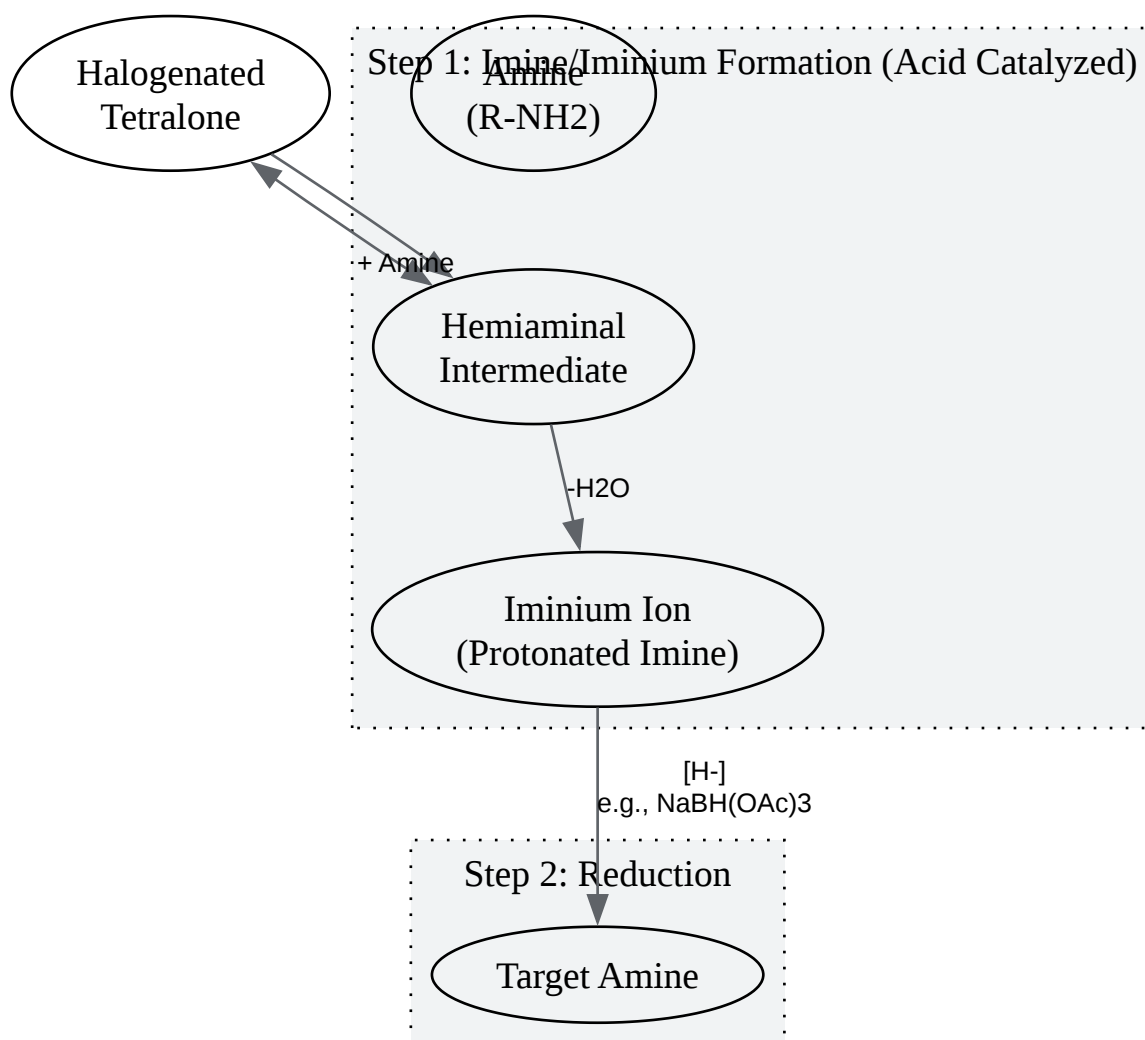 Halogenated
Tetralone
Step 1: Imine/Iminium Formation (Acid Catalyzed)
Amine
(R-NH2)
+ Amine
Hemiaminal
Intermediate
-H2O
Iminium Ion
(Protonated Imine)
[H-]
e.g., NaBH(OAc)3
Step 2: Reduction
Target Amine